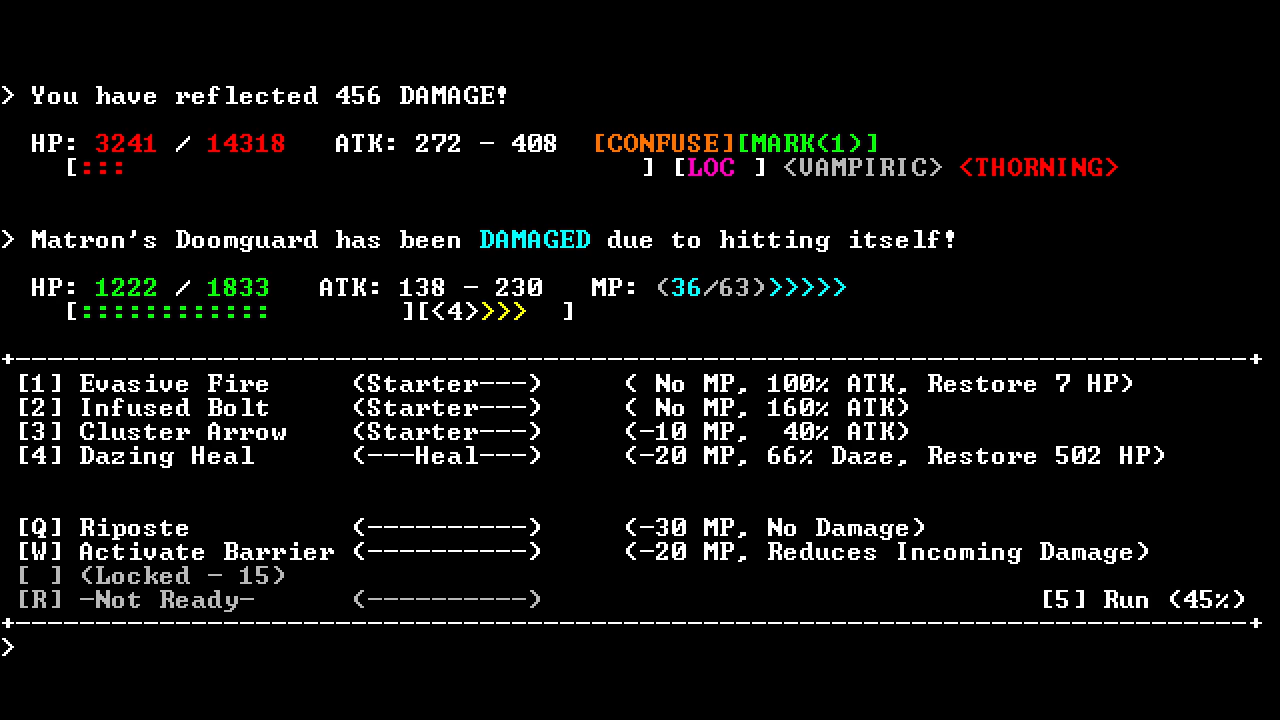 > You have reflected 456 DAMAGE!
HP: 3241 / 14318   ATK: 272 - 408  [CONFUSE][MARK(1)]
[:::                                ] [LOC ] <VAMPIRIC> <THORNING>
> Matron's Doomguard has been DAMAGED due to hitting itself!
HP: 1222 / 1833   ATK: 138 - 230   MP: (36/63)>>>>>
[::::::::::::        ][<4>>>>  ]
+-----------------------------------------------------------------------------+
[1] Evasive Fire     (Starter---)     ( No MP, 100% ATK, Restore 7 HP)
[2] Infused Bolt     (Starter---)     ( No MP, 160% ATK)
[3] Cluster Arrow    (Starter---)     (-10 MP,  40% ATK)
[4] Dazing Heal      (---Heal---)     (-20 MP, 66% Daze, Restore 502 HP)
[Q] Riposte          (----------)     (-30 MP, No Damage)
[W] Activate Barrier (----------)     (-20 MP, Reduces Incoming Damage)
[ ] (Locked - 15)
[R] -Not Ready-      (----------)                               [5] Run (45%)
+-----------------------------------------------------------------------------+
>